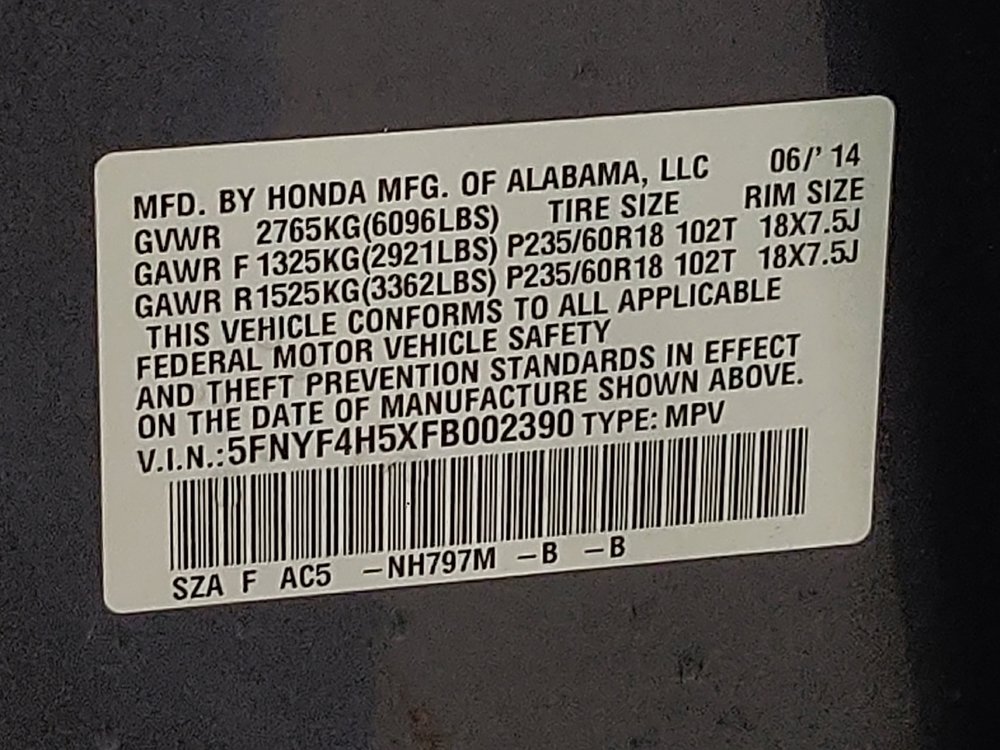 MFD. BY HONDA MFG. OF ALABAMA, LLC 06/' 14
GVWR 2765KG(6096LBS) TIRE SIZE RIM SIZE
GAWR F 1325KG(2921LBS) P235/60R18 102T 18X7.5J
GAWR R1525KG(3362LBS) P235/60R18 102T 18X7.5J
THIS VEHICLE CONFORMS TO ALL APPLICABLE
FEDERAL MOTOR VEHICLE SAFETY
AND THEFT PREVENTION STANDARDS IN EFFECT
ON THE DATE OF MANUFACTURE SHOWN ABOVE.
V.I.N.:5FNYF4H5XFB002390 TYPE: MPV
SZA F AC5 –NH797M –B –B